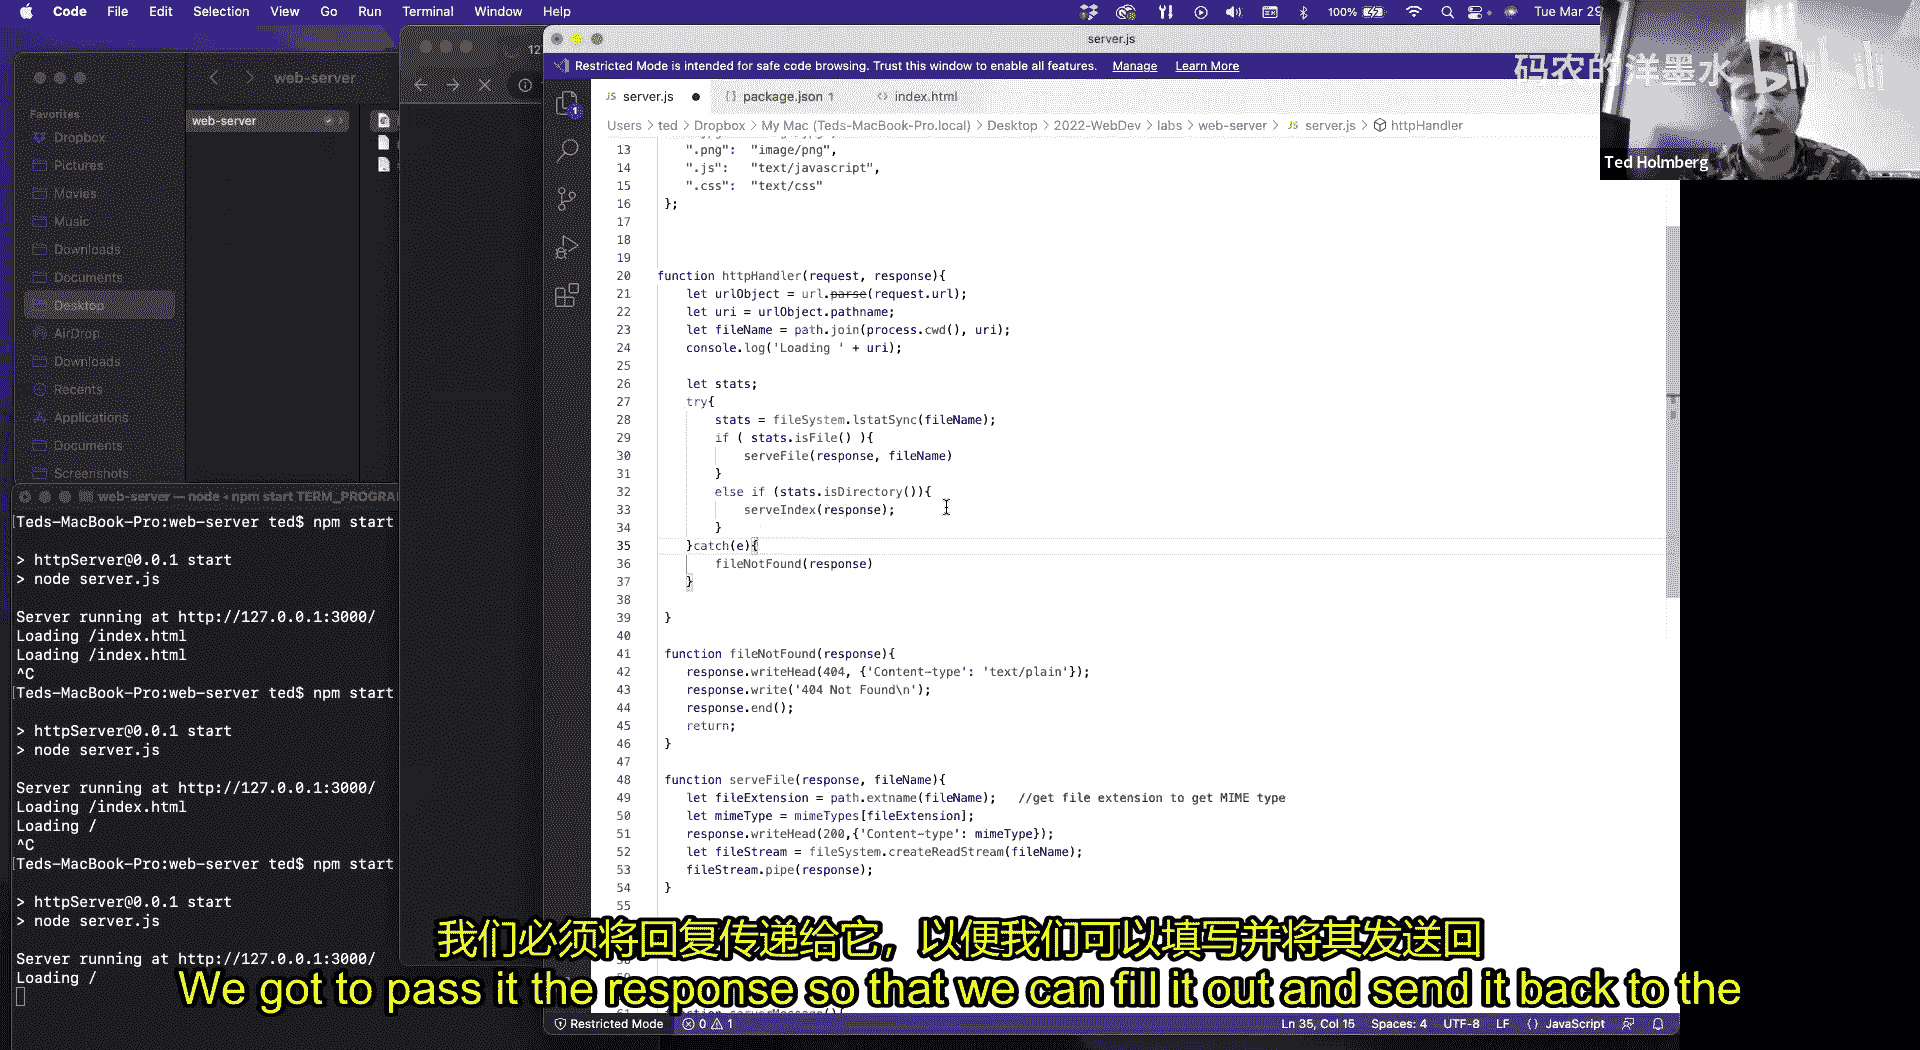 Code File Edit Selection View Go Run Terminal Window Help
100%
Tue Mar 29
server.js
Restricted Mode is intended for safe code browsing. Trust this window to enable all features. Manage Learn More
码农的洋墨水
Ted Holmberg
web-server
Favorites
Dropbox
Pictures
Movies
Music
Downloads
Documents
Desktop
AirDrop
Downloads
Recents
Applications
Documents
Screenshots
web-server
server.js
package.json 1
index.html
Users > ted > Dropbox > My Mac (Teds-MacBook-Pro.local) > Desktop > 2022-WebDev > labs > web-server > JS server.js > httpHandler
13 ".png": "image/png",
14 ".js": "text/javascript",
15 ".css": "text/css"
16 };
17
18
19
20 function httpHandler(request, response){
21 let urlObject = url.parse(request.url);
22 let uri = urlObject.pathname;
23 let fileName = path.join(process.cwd(), uri);
24 console.log('Loading ' + uri);
25
26 let stats;
27 try{
28 stats = fileSystem.lstatSync(fileName);
29 if ( stats.isFile() ){
30 serveFile(response, fileName)
31 }
32 else if (stats.isDirectory()){
33 serveIndex(response);
34 }
35 }catch(e){
36 fileNotFound(response)
37 }
38
39 }
40
41 function fileNotFound(response){
42 response.writeHead(404, {'Content-type': 'text/plain'});
43 response.write('404 Not Found\n');
44 response.end();
45 return;
46 }
47
48 function serveFile(response, fileName){
49 let fileExtension = path.extname(fileName); //get file extension to get MIME type
50 let mimeType = mimeTypes[fileExtension];
51 response.writeHead(200,{'Content-type': mimeType});
52 let fileStream = fileSystem.createReadStream(fileName);
53 fileStream.pipe(response);
54 }
55
web-server — node ◂ npm start TERM_PROGRA
Teds-MacBook-Pro:web-server ted$ npm start
> httpServer@0.0.1 start
> node server.js
Server running at http://127.0.0.1:3000/
Loading /index.html
Loading /index.html
^C
Teds-MacBook-Pro:web-server ted$ npm start
> httpServer@0.0.1 start
> node server.js
Server running at http://127.0.0.1:3000/
Loading /index.html
Loading /
^C
Teds-MacBook-Pro:web-server ted$ npm start
> httpServer@0.0.1 start
> node server.js
Server running at http://127.0.0.1:3000/
Loading /
我们必须将回复传递给它，以便我们可以填写并将其发送回
We got to pass it the response so that we can fill it out and send it back to the
Restricted Mode 0 1
Ln 35, Col 15 Spaces: 4 UTF-8 LF {} JavaScript